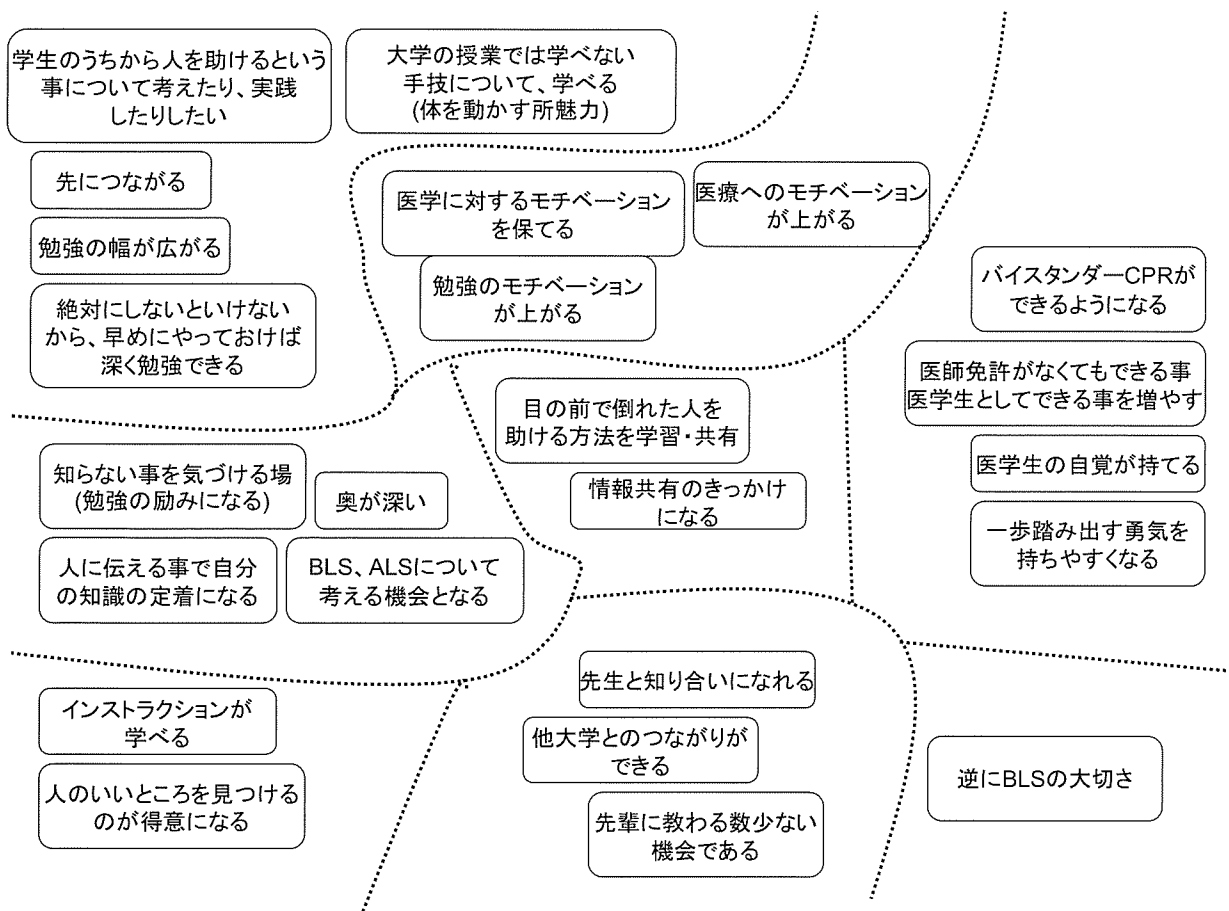 学生のうちから人を助けるという
事について考えたり、実践
したりしたい
大学の授業では学べない
手技について、学べる
(体を動かす所魅力)
先につながる
勉強の幅が広がる
絶対にしないといけない
から、早めにやっておけば
深く勉強できる
医学に対するモチベーション
を保てる
医療へのモチベーション
が上がる
勉強のモチベーション
が上がる
バイスタンダーCPRが
できるようになる
医師免許がなくてもできる事
医学生としてできる事を増やす
医学生の自覚が持てる
一歩踏み出す勇気を
持ちやすくなる
目の前で倒れた人を
助ける方法を学習・共有
情報共有のきっかけ
になる
知らない事を気づける場
(勉強の励みになる)
奥が深い
人に伝える事で自分
の知識の定着になる
BLS、ALSについて
考える機会となる
インストラクションが
学べる
人のいいところを見つける
のが得意になる
先生と知り合いになれる
他大学とのつながりが
できる
先輩に教わる数少ない
機会である
逆にBLSの大切さ